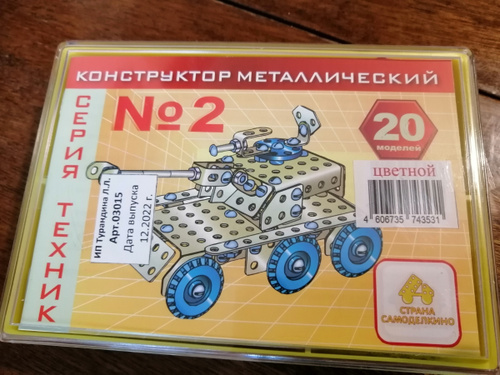 КОНСТРУКТОР МЕТАЛЛИЧЕСКИЙ
СЕРИЯ ТЕХНИК
№2
20
моделей
ЦВЕТНОЙ
4 606735 743531
ИП Турандина Л.Л.
Арт.03015
Дата выпуска
12.2022 г.
СТРАНА
САМОДЕЛКИНО